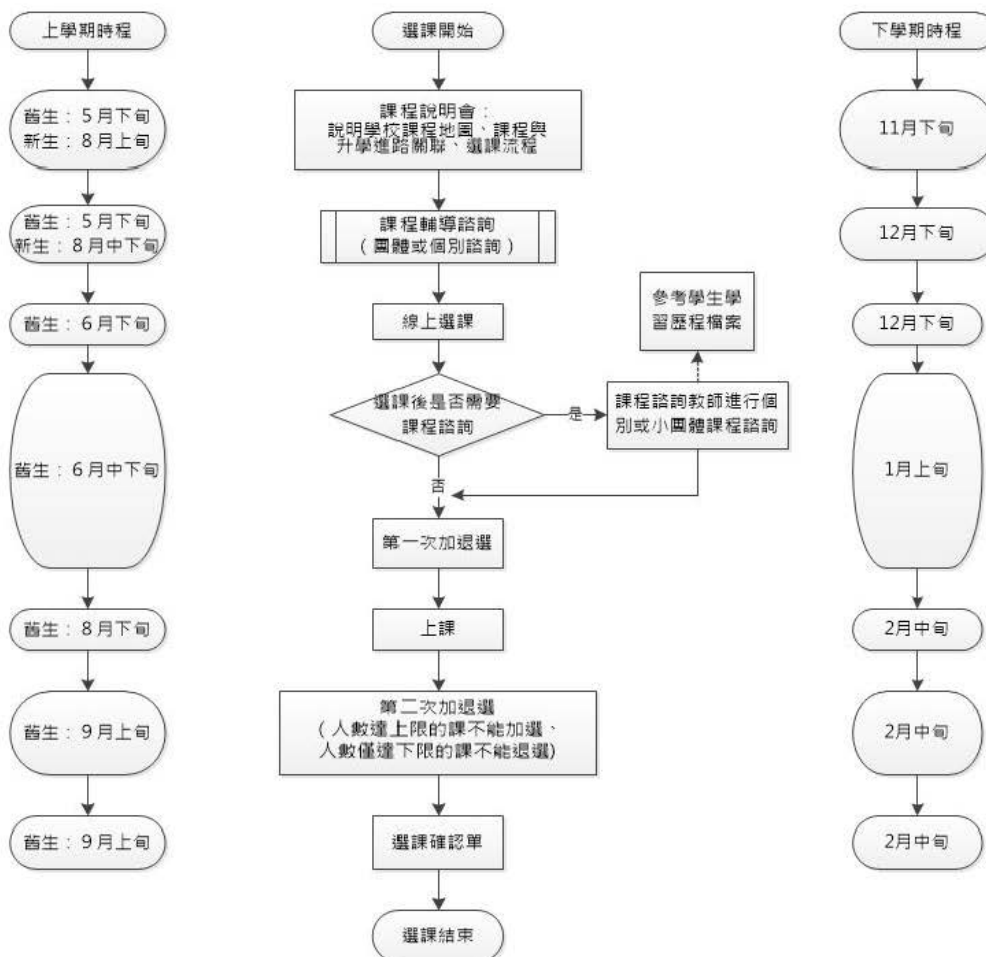 上學期時程
舊生：5月下旬
新生：8月上旬
舊生：5月下旬
新生：8月中下旬
舊生：6月下旬
舊生：6月中下旬
舊生：8月下旬
舊生：9月上旬
舊生：9月上旬
選課開始
課程說明會：
說明學校課程地圖、課程與
升學進路關聯、選課流程
課程輔導諮詢
（團體或個別諮詢）
線上選課
選課後是否需要
課程諮詢
是
課程諮詢教師進行個
別或小團體課程諮詢
參考學生學
習歷程檔案
否
第一次加退選
上課
第二次加退選
（人數達上限的課不能加選、
人數僅達下限的課不能退選)
選課確認單
選課結束
下學期時程
11月下旬
12月下旬
12月下旬
1月上旬
2月中旬
2月中旬
2月中旬